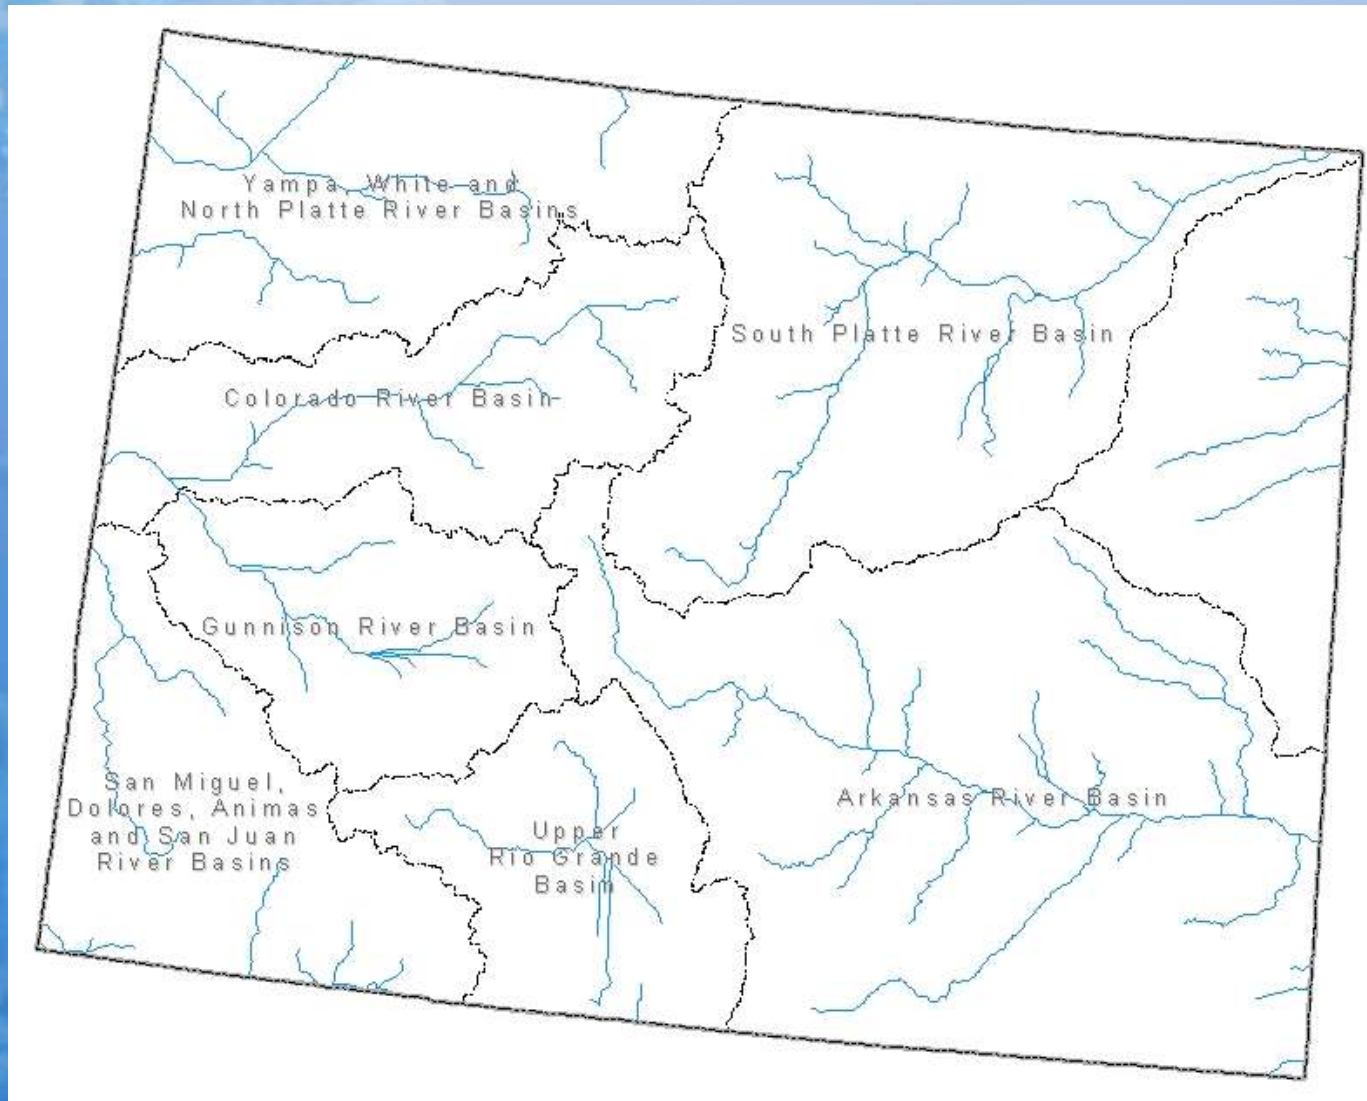 Yampa, White and
North Platte River Basins
South Platte River Basin
Colorado River Basin
Gunnison River Basin
San Miguel,
Dolores, Animas
and San Juan
River Basins
Upper
Rio Grande
Basin
Arkansas River Basin